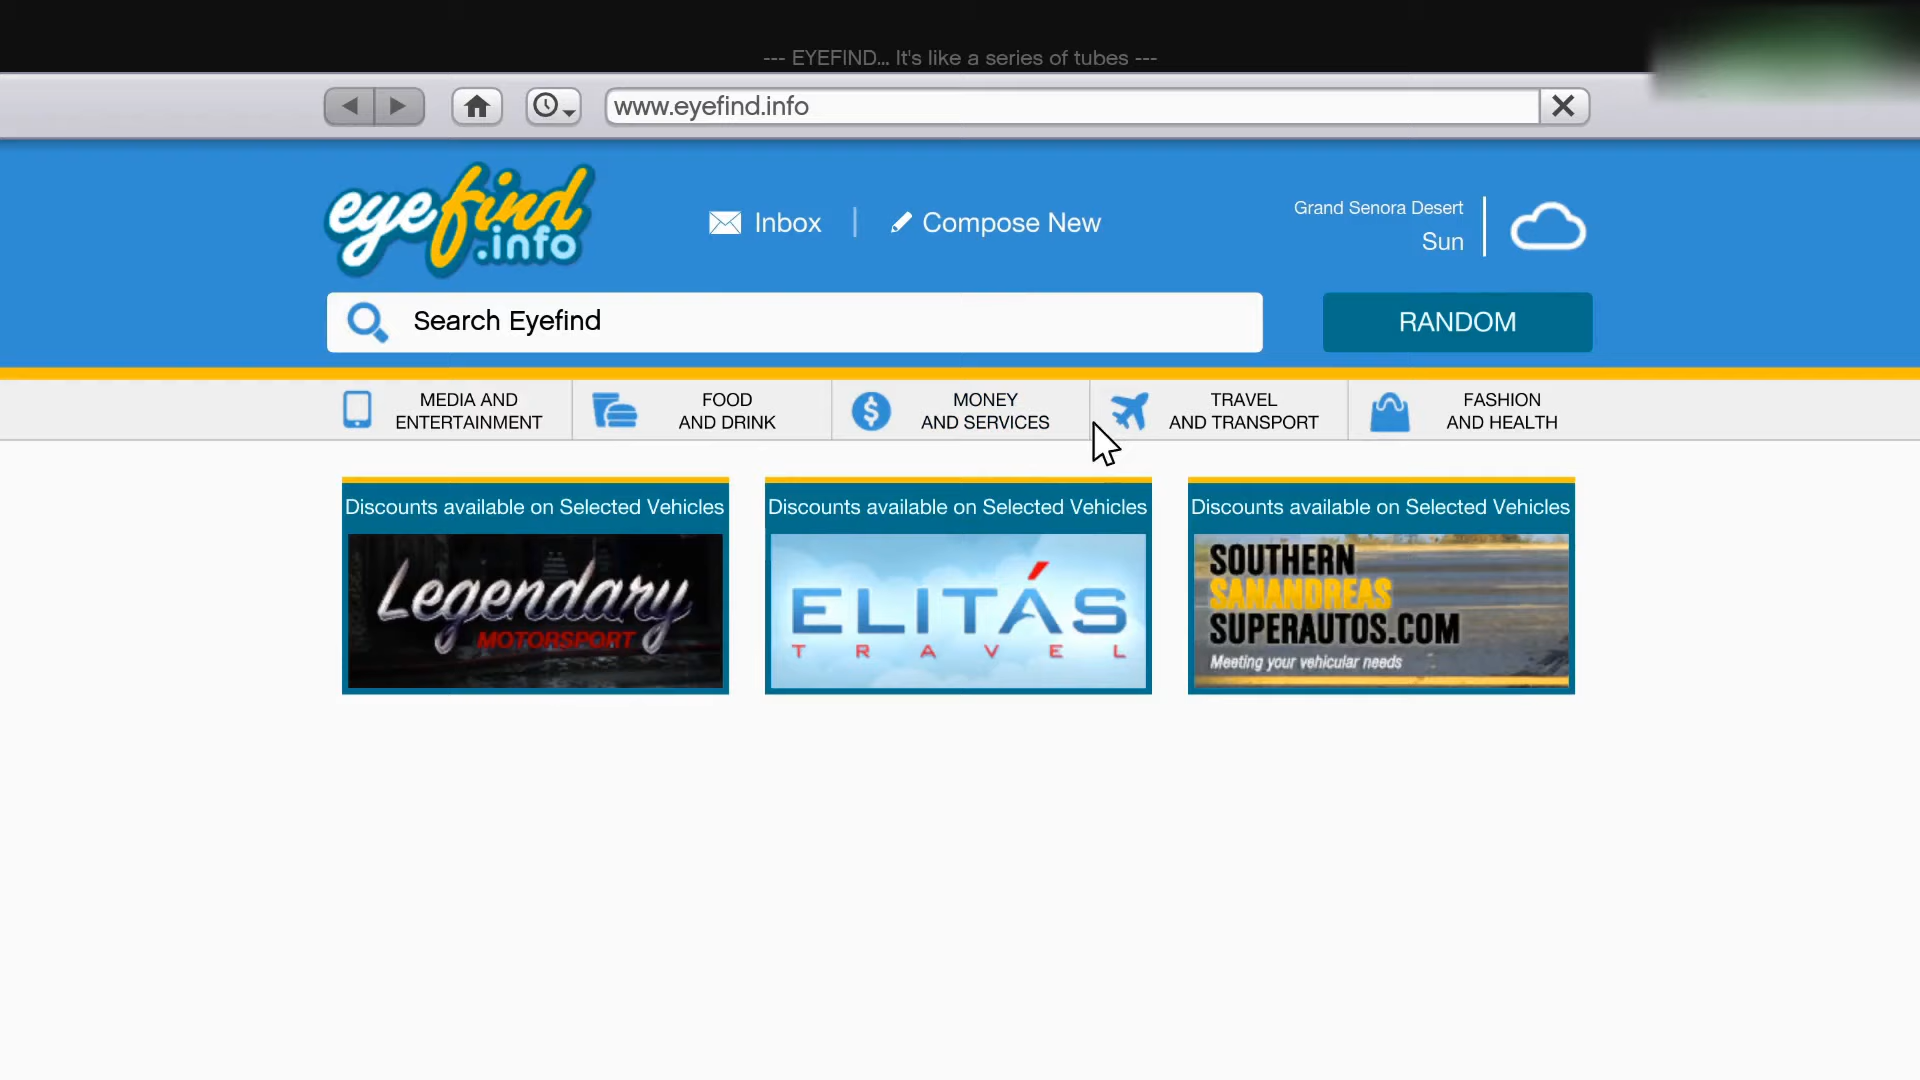 --- EYEFIND... It's like a series of tubes ---
www.eyefind.info
eyefind
.info
Inbox
Compose New
Grand Senora Desert
Sun
Search Eyefind
RANDOM
MEDIA AND
ENTERTAINMENT
FOOD
AND DRINK
MONEY
AND SERVICES
TRAVEL
AND TRANSPORT
FASHION
AND HEALTH
Discounts available on Selected Vehicles
Legendary
MOTORSPORT
Discounts available on Selected Vehicles
ELITÁS
TRAVEL
Discounts available on Selected Vehicles
SOUTHERN
SANANDREAS
SUPERAUTOS.COM
Meeting your vehicular needs